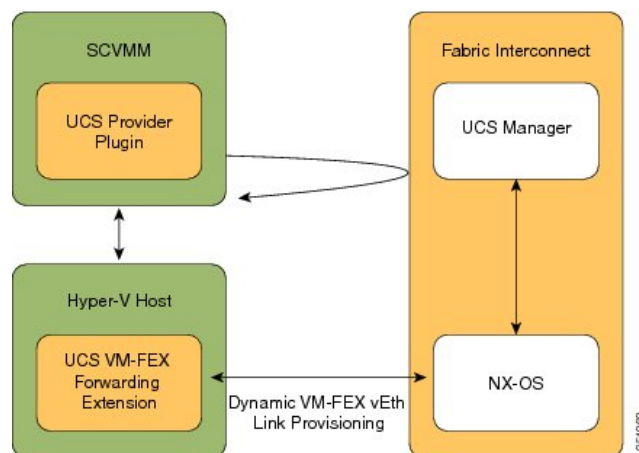 SCVMM
UCS Provider
Plugin
Fabric Interconnect
UCS Manager
Hyper-V Host
UCS VM-FEX
Forwarding
Extension
Dynamic VM-FEX vEth
Link Provisioning
NX-OS